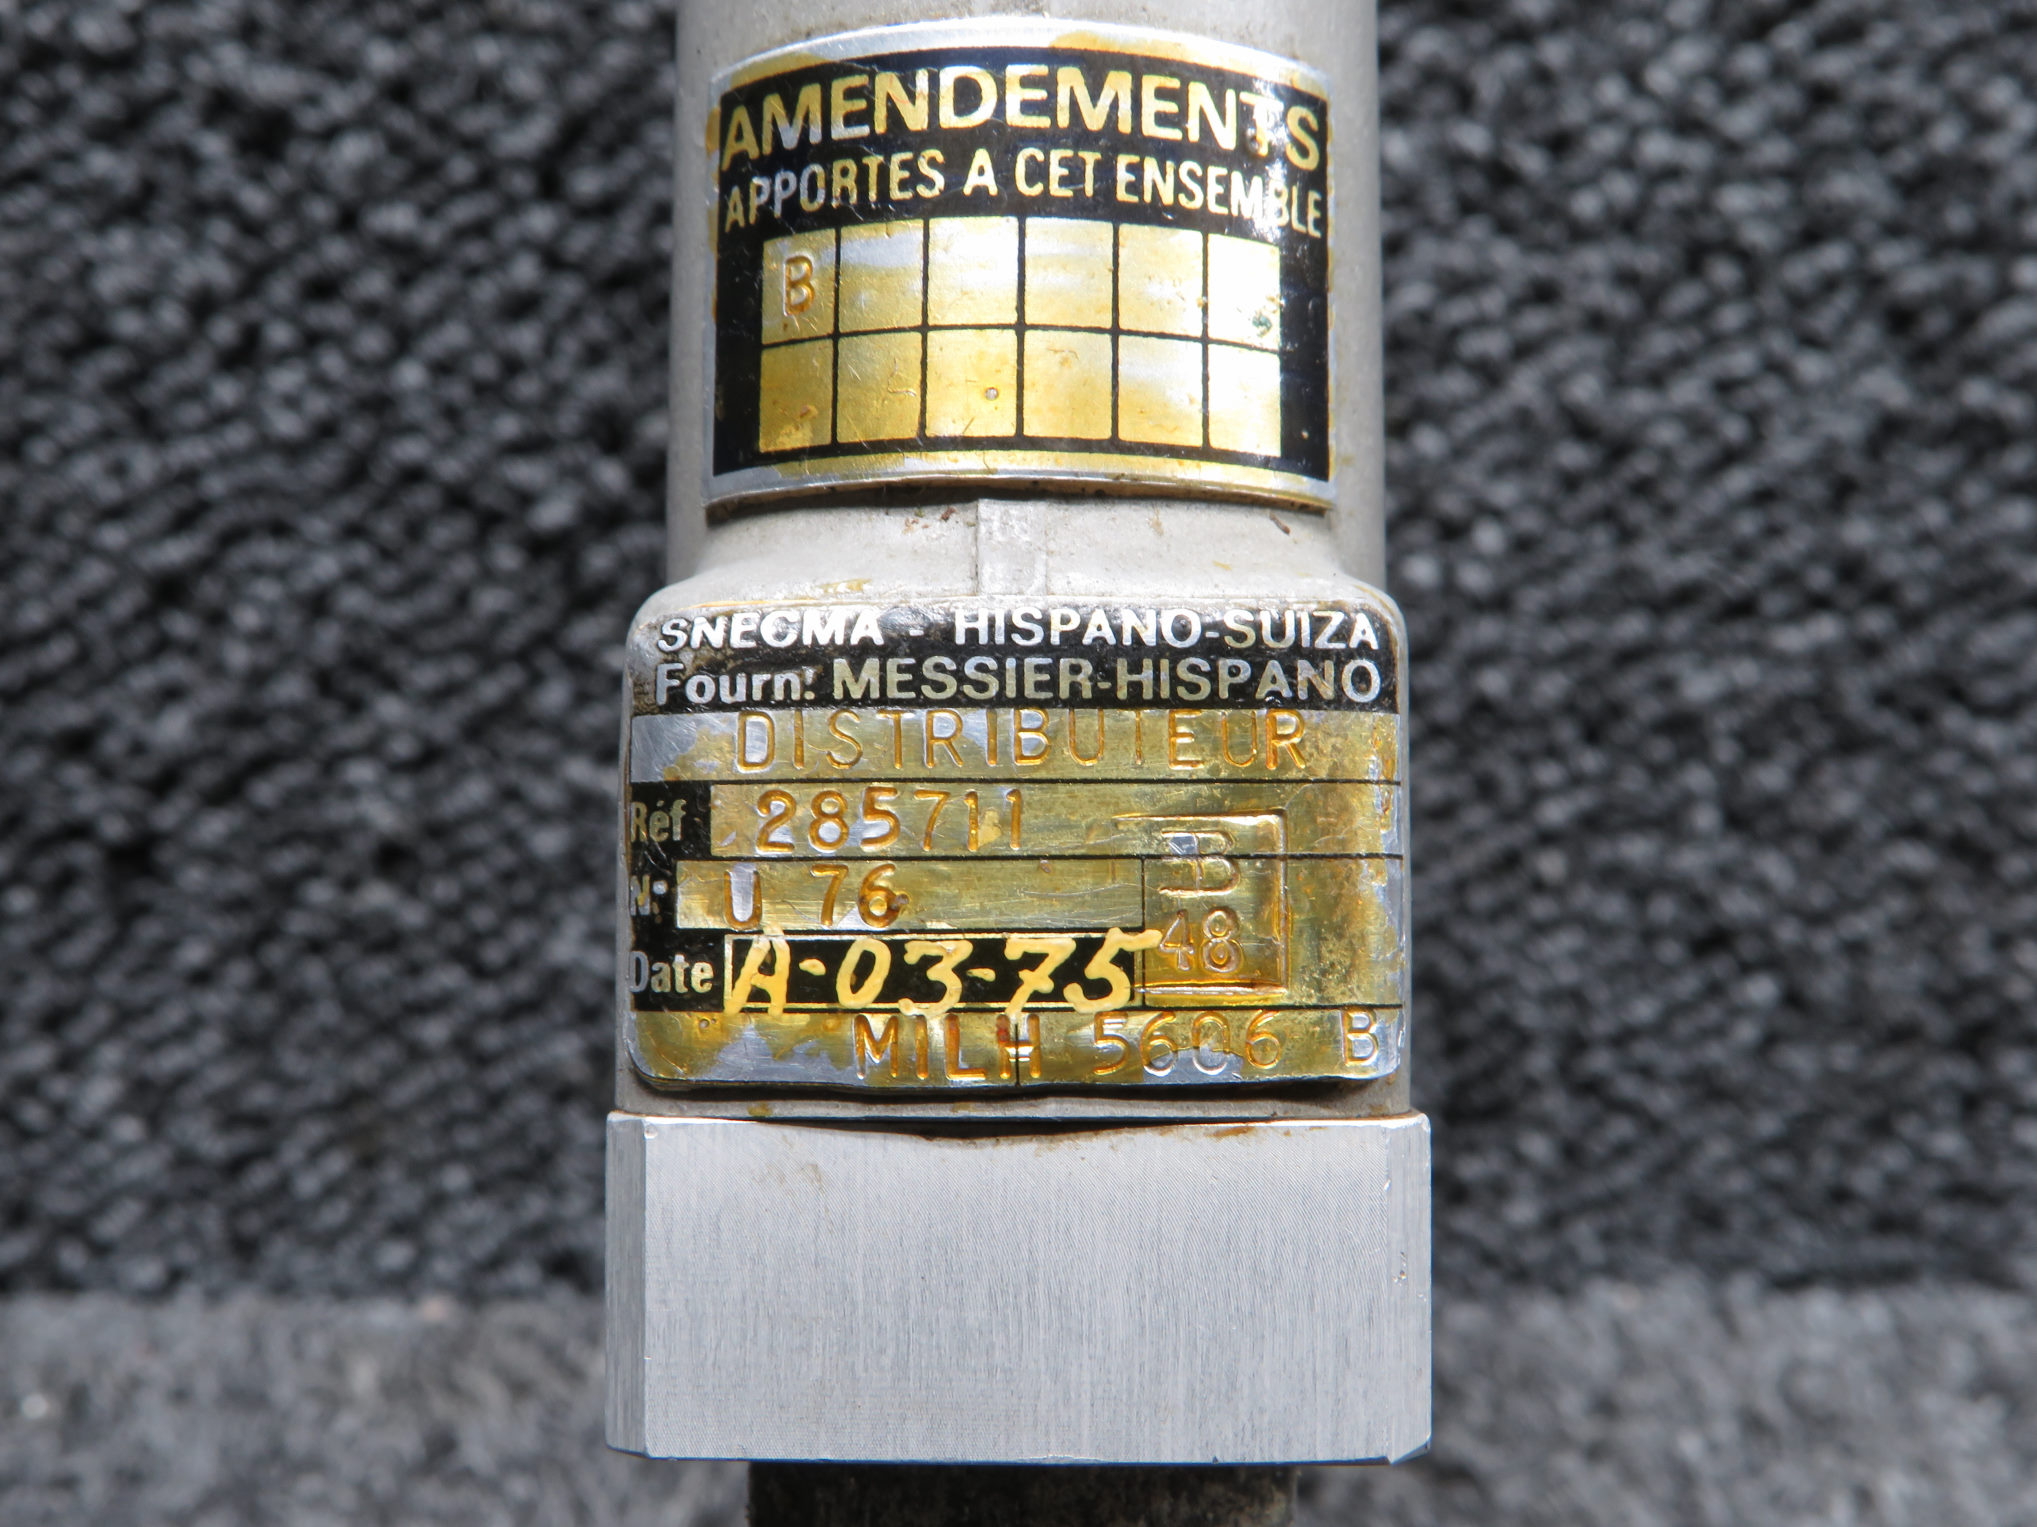 AMENDEMENTS
APPORTES A CET ENSEMBLE
B
SNECMA - HISPANO-SUIZA
Fourn! MESSIER-HISPANO
DISTRIBUTEUR
Réf 285711
B
N: U 76
48
Date A-03-75
MILH 5606 B